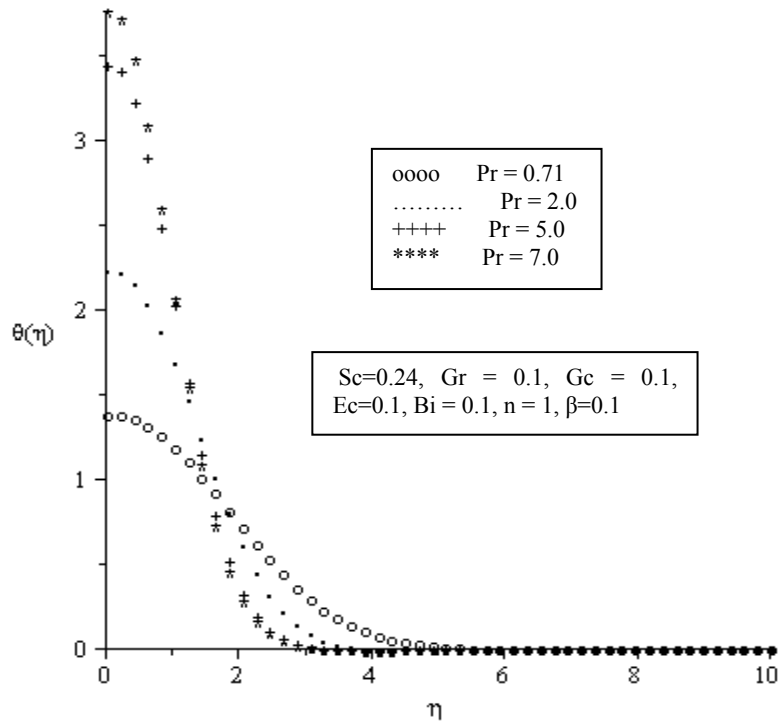 3
2
θ(η)
1
0
0
2
4
6
8
10
η
oooo Pr = 0.71
……… Pr = 2.0
++++ Pr = 5.0
**** Pr = 7.0
Sc=0.24, Gr = 0.1, Gc = 0.1,
Ec=0.1, Bi = 0.1, n = 1, β=0.1